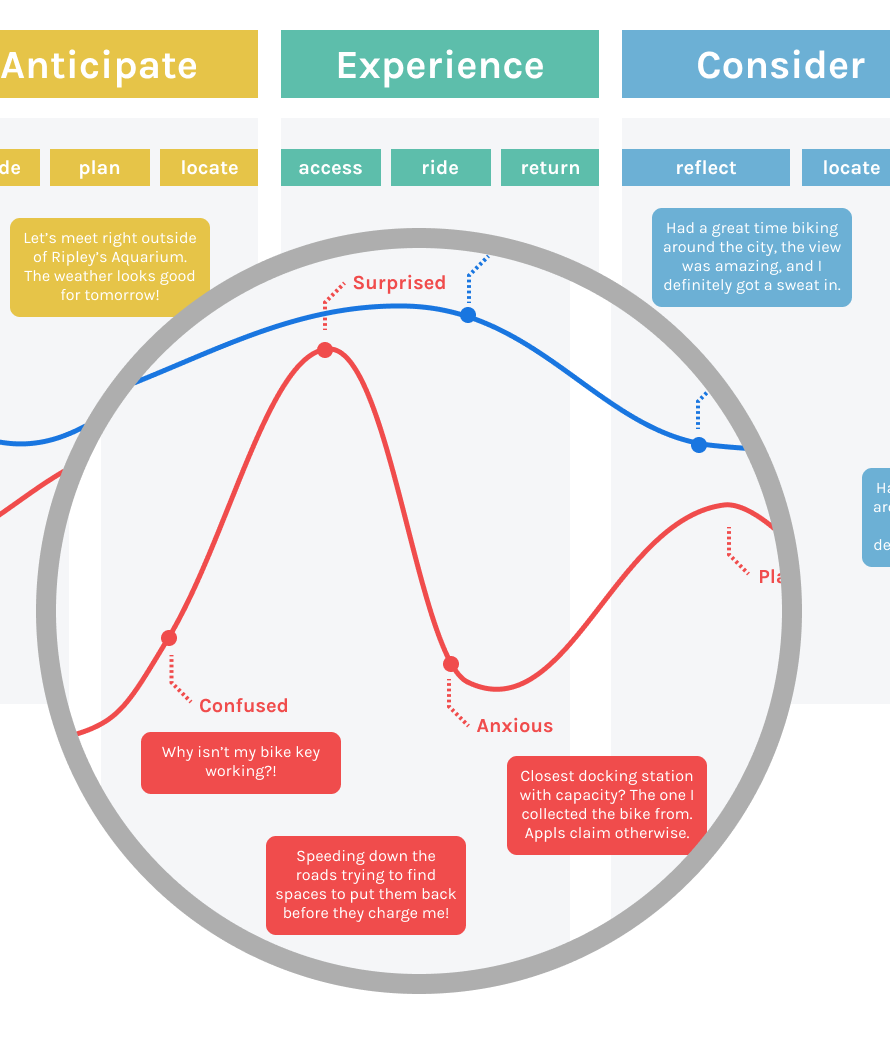 Anticipate
Experience
Consider
de
plan
locate
access
ride
return
reflect
locate
Let's meet right outside
of Ripley's Aquarium.
The weather looks good
for tomorrow!
Had a great time biking
around the city, the view
was amazing, and I
definitely got a sweat in.
Surprised
Ha
aro
de
Pla
Confused
Why isn't my bike key
working?!
Anxious
Closest docking station
with capacity? The one I
collected the bike from.
Appls claim otherwise.
Speeding down the
roads trying to find
spaces to put them back
before they charge me!